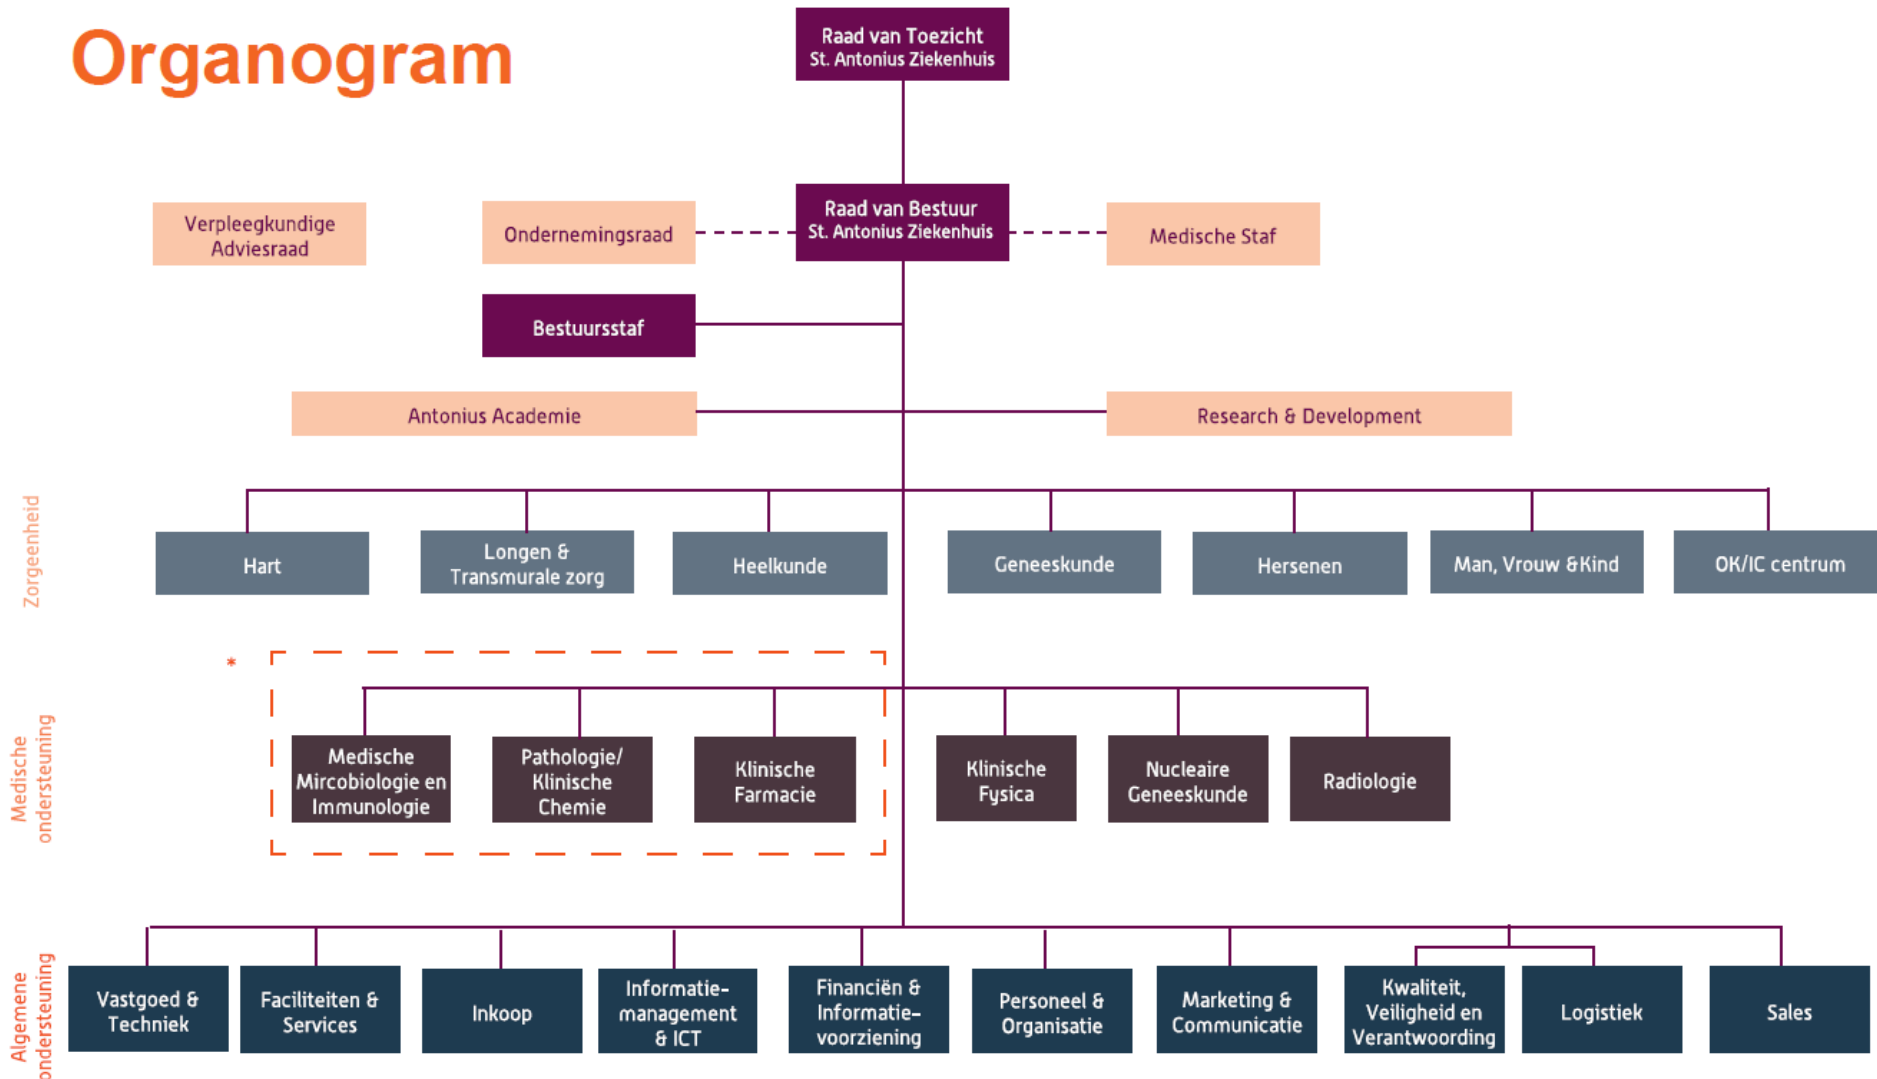 Organogram
Raad van Toezicht
St. Antonius Ziekenhuis
Verpleegkundige
Adviesraad
Ondernemingsraad
Raad van Bestuur
St. Antonius Ziekenhuis
Medische Staf
Bestuursstaf
Antonius Academie
Research & Development
Zorgeenheid
Hart
Longen &
Transmurale zorg
Heelkunde
Geneeskunde
Hersenen
Man, Vrouw &Kind
OK/IC centrum
*
Medische
ondersteuning
Medische
Mircobiologie en
Immunologie
Pathologie/
Klinische
Chemie
Klinische
Farmacie
Klinische
Fysica
Nucleaire
Geneeskunde
Radiologie
Algemene
ondersteuning
Vastgoed &
Techniek
Faciliteiten &
Services
Inkoop
Informatie-
management
& ICT
Financiën &
Informatie-
voorziening
Personeel &
Organisatie
Marketing &
Communicatie
Kwaliteit,
Veiligheid en
Verantwoording
Logistiek
Sales